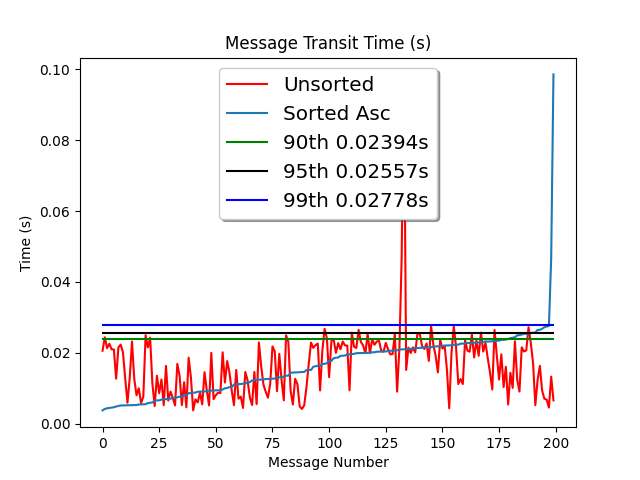 Message Transit Time (s)
Unsorted
Sorted Asc
90th 0.02394s
95th 0.02557s
99th 0.02778s
Time (s)
0.10
0.08
0.06
0.04
0.02
0.00
0 25 50 75 100 125 150 175 200
Message Number